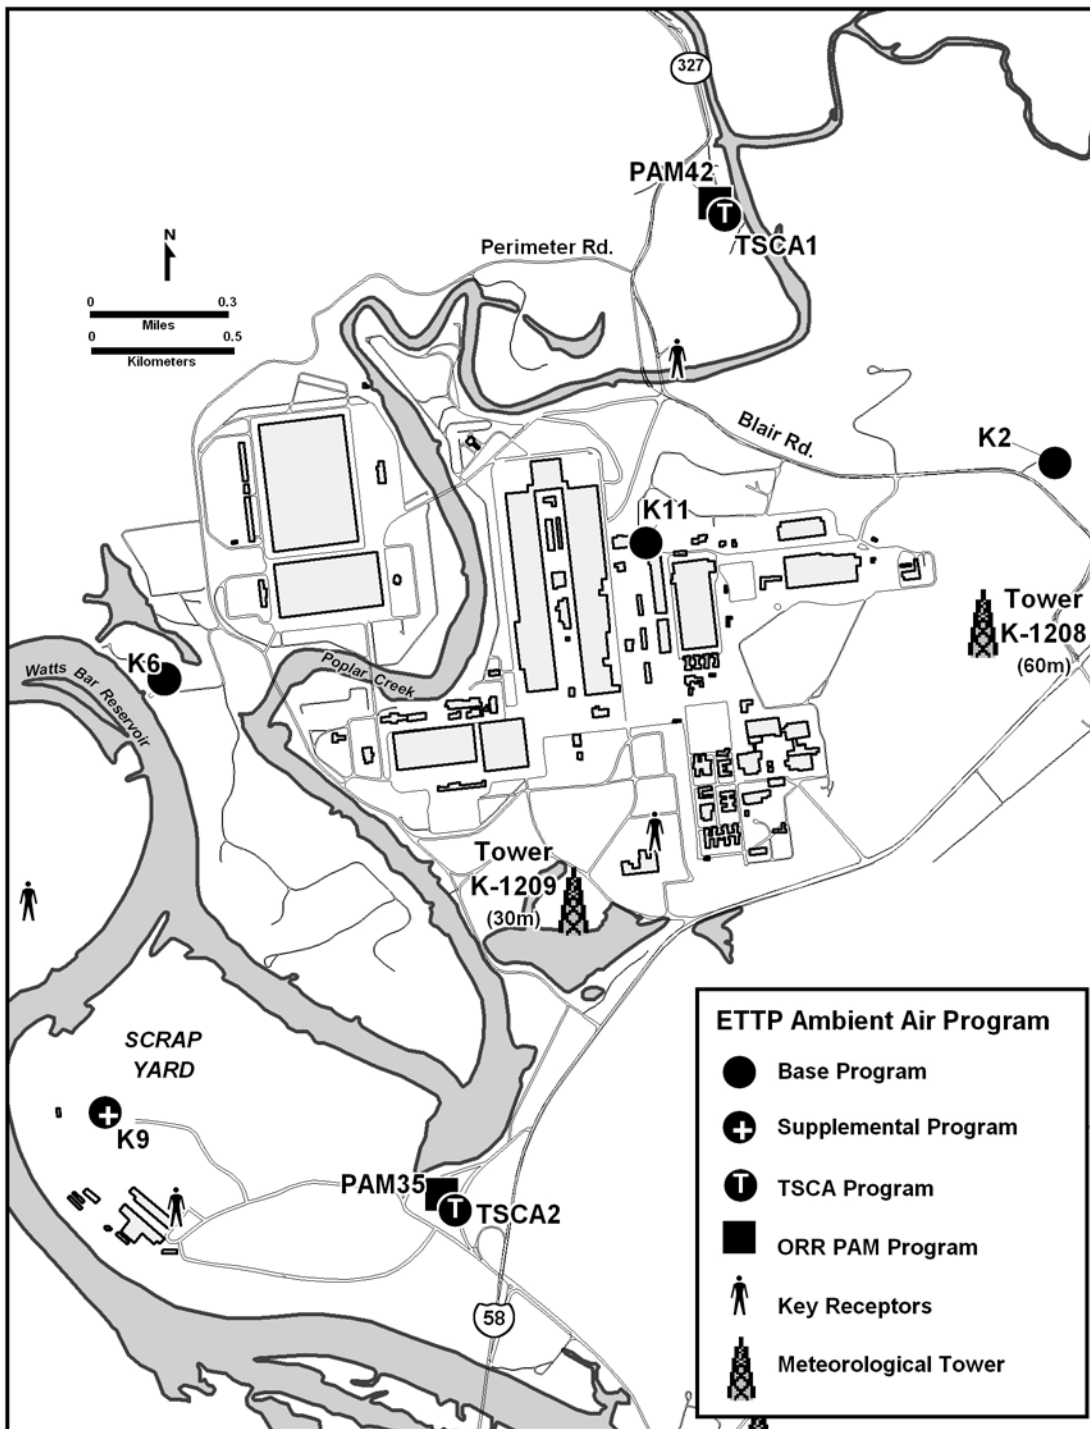 327
PAM42
T
TSCA1
N
Perimeter Rd.
0 0.3
Miles
0 0.5
Kilometers
Blair Rd.
K2
K11
Tower
K-1208
(60m)
K6
Watts Bar Reservoir
Poplar Creek
Tower
K-1209
(30m)
SCRAP
YARD
K9
PAM35
T
TSCA2
58
ETTP Ambient Air Program
Base Program
Supplemental Program
T
TSCA Program
ORR PAM Program
Key Receptors
Meteorological Tower